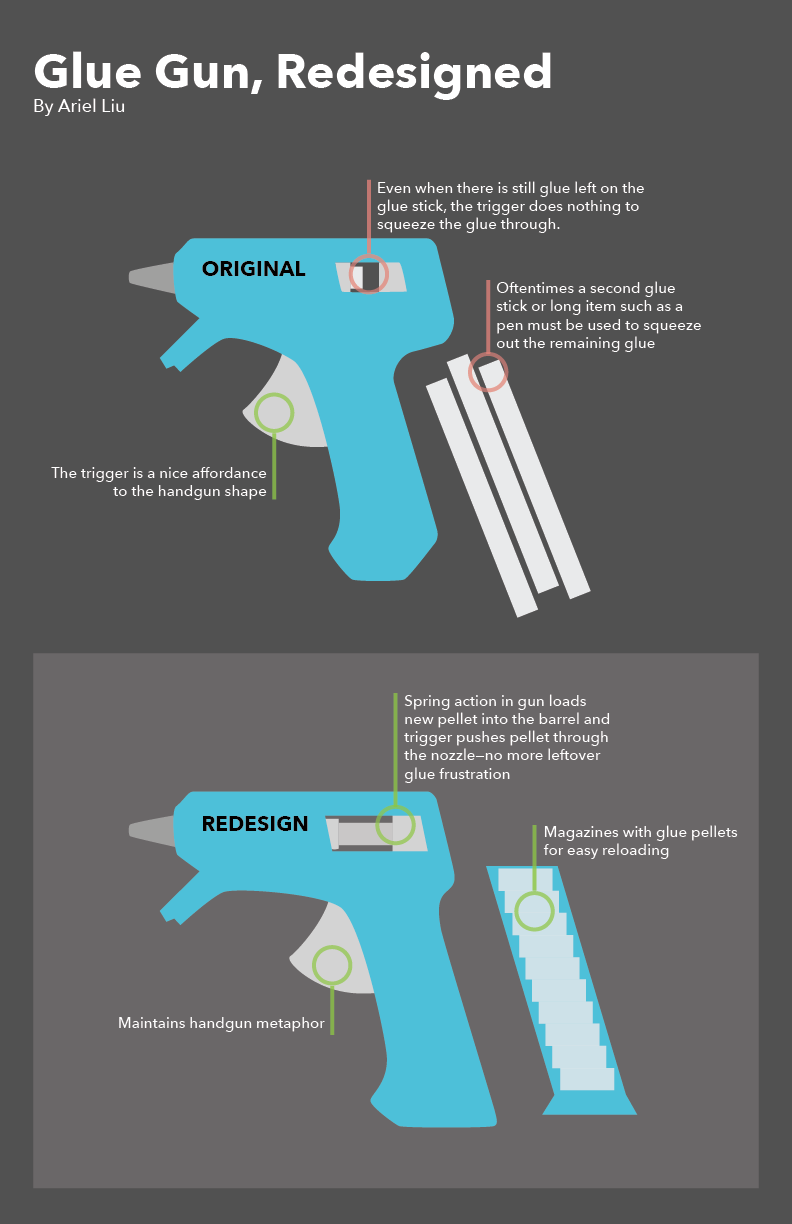 Glue Gun, Redesigned
By Ariel Liu
Even when there is still glue left on the
glue stick, the trigger does nothing to
squeeze the glue through.
ORIGINAL
Oftentimes a second glue
stick or long item such as a
pen must be used to squeeze
out the remaining glue
The trigger is a nice affordance
to the handgun shape
Spring action in gun loads
new pellet into the barrel and
trigger pushes pellet through
the nozzle—no more leftover
glue frustration
REDESIGN
Magazines with glue pellets
for easy reloading
Maintains handgun metaphor